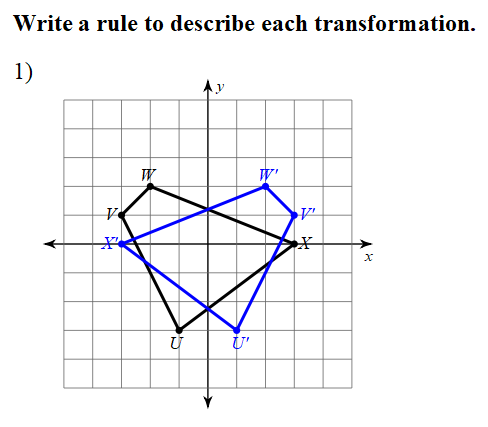 Write a rule to describe each transformation.
1)
y
W
W'
V
V'
X'
X
x
U
U'